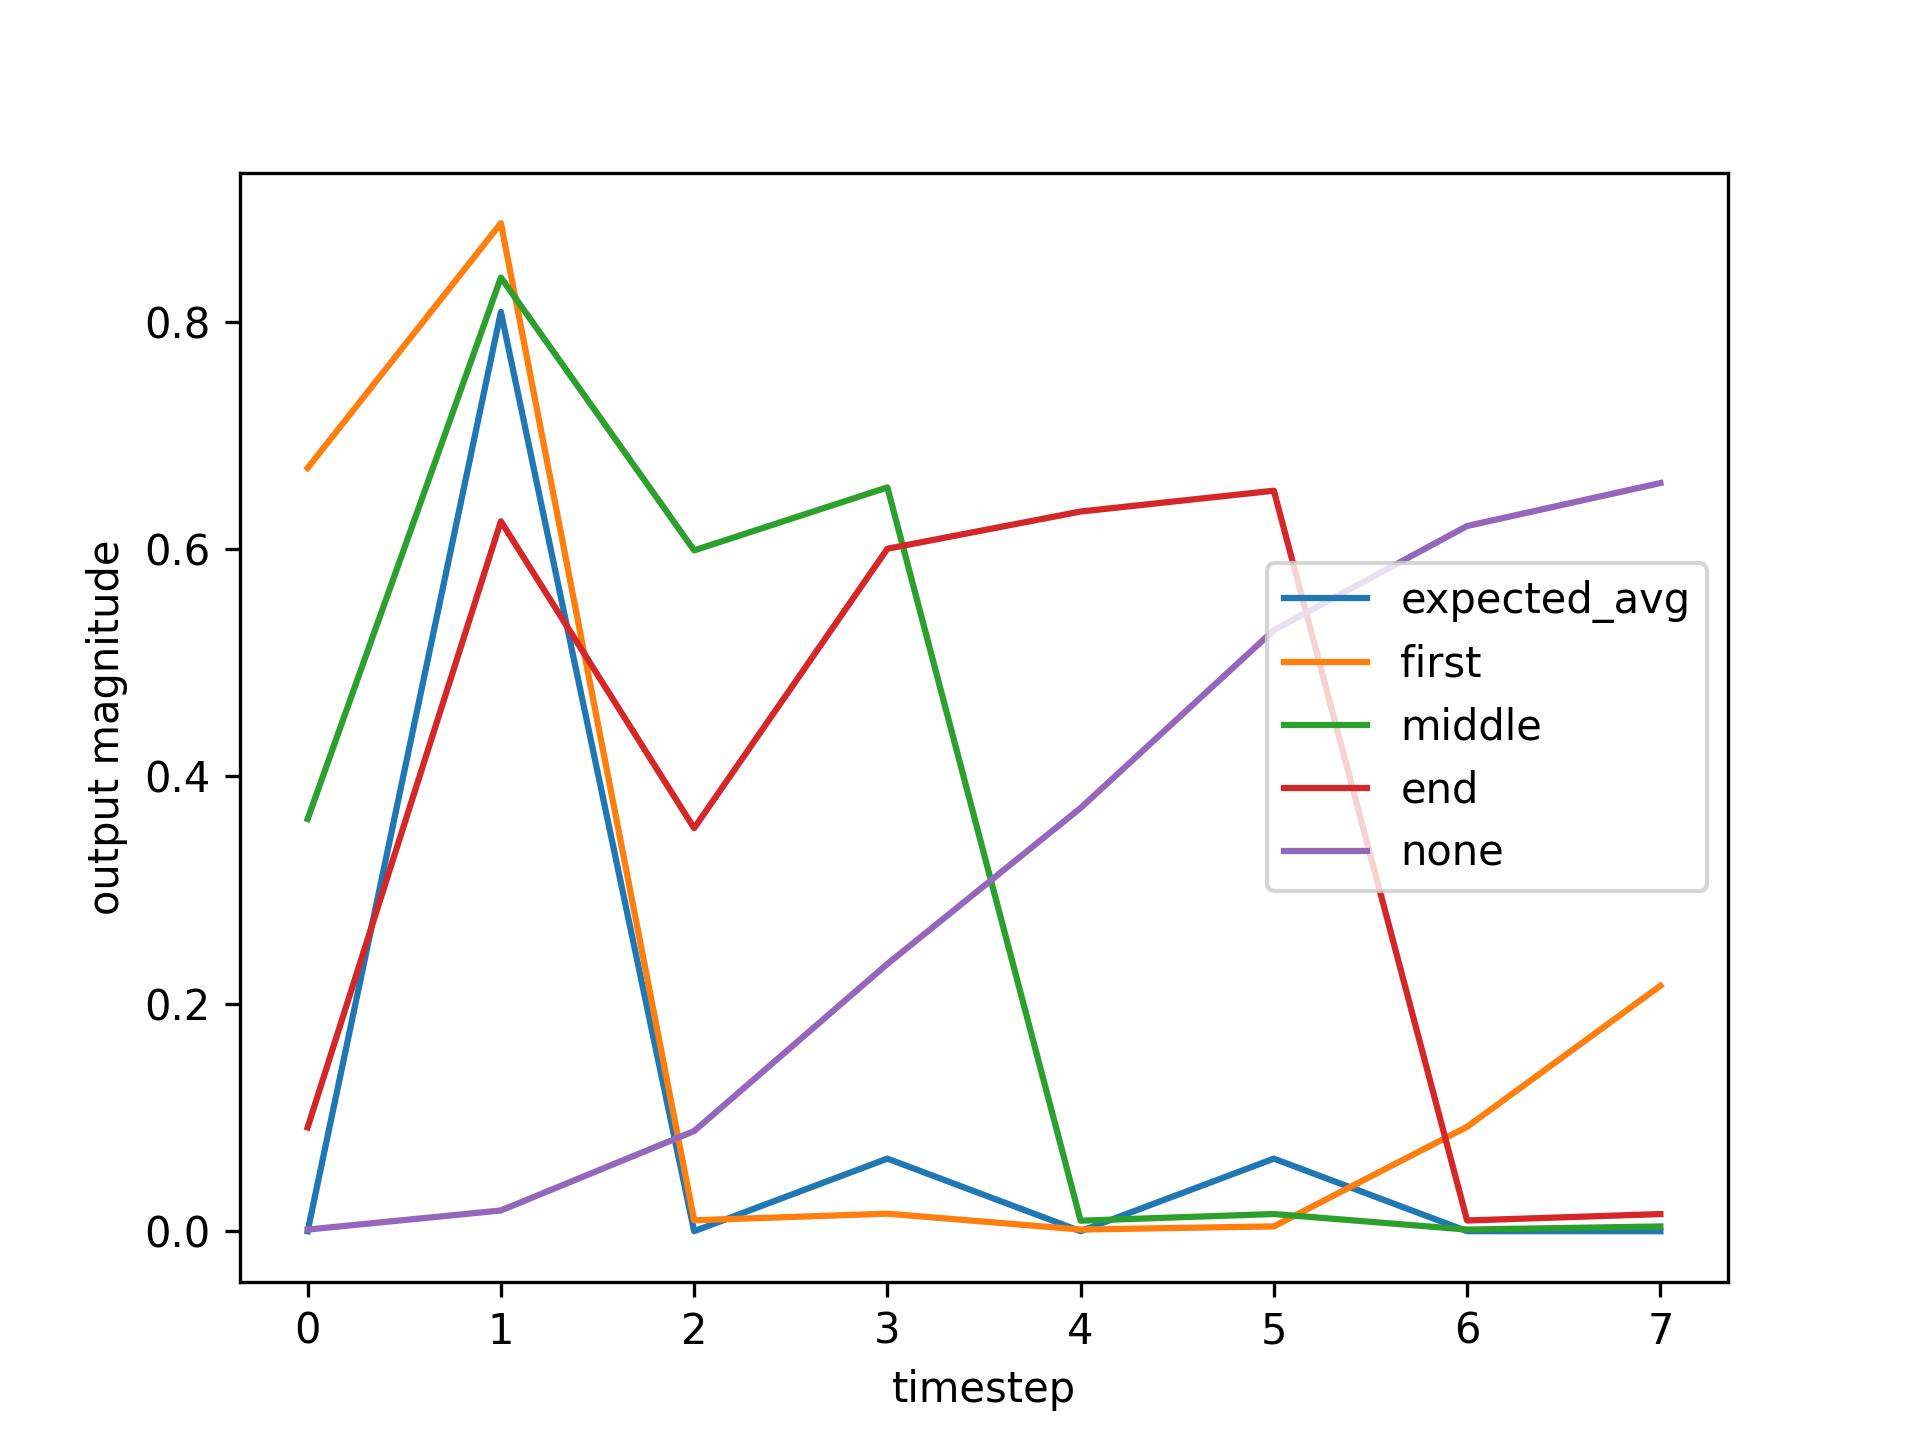 output magnitude
0.8
0.6
0.4
0.2
0.0
0 1 2 3 4 5 6 7
timestep
expected_avg
first
middle
end
none